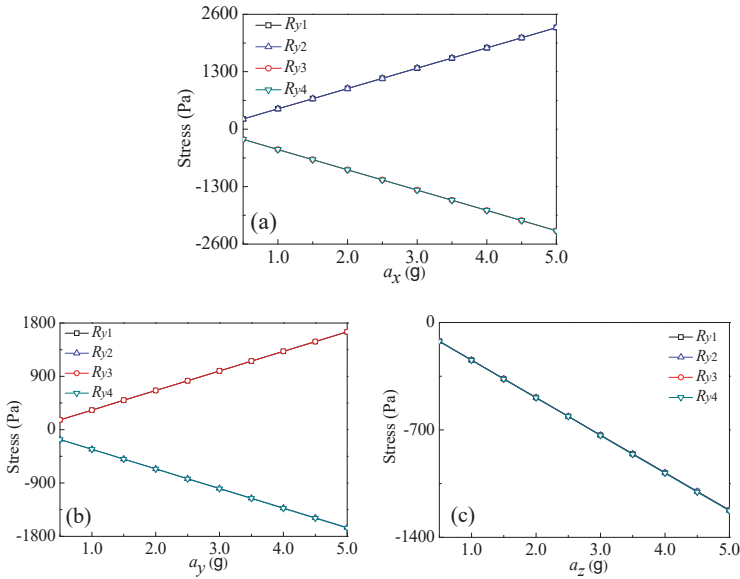 2600
1300
0
-1300
-2600
Stress (Pa)
Ry1
Ry2
Ry3
Ry4
(a)
1.0 2.0 3.0 4.0 5.0
ax (g)
1800
900
0
-900
-1800
Stress (Pa)
Ry1
Ry2
Ry3
Ry4
(b)
1.0 2.0 3.0 4.0 5.0
ay (g)
0
-700
-1400
Stress (Pa)
Ry1
Ry2
Ry3
Ry4
(c)
1.0 2.0 3.0 4.0 5.0
az (g)